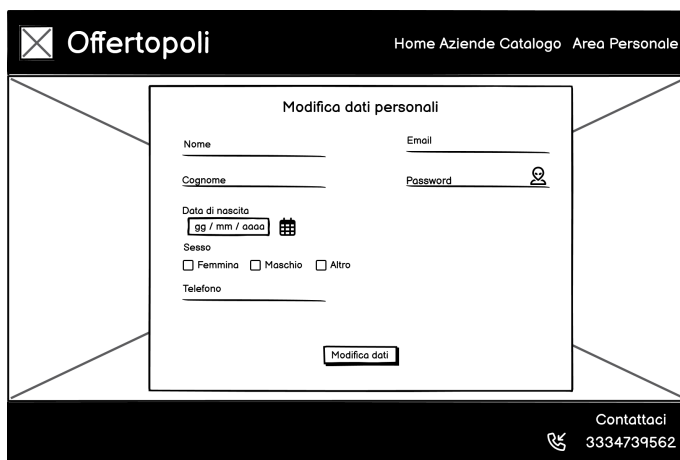 Offertopoli
Home Aziende Catalogo Area Personale
Modifica dati personali
Nome
Email
Cognome
Password
Data di nascita
gg / mm / aaaa
Sesso
Femmina Maschio Altro
Telefono
Modifica dati
Contattaci
3334739562